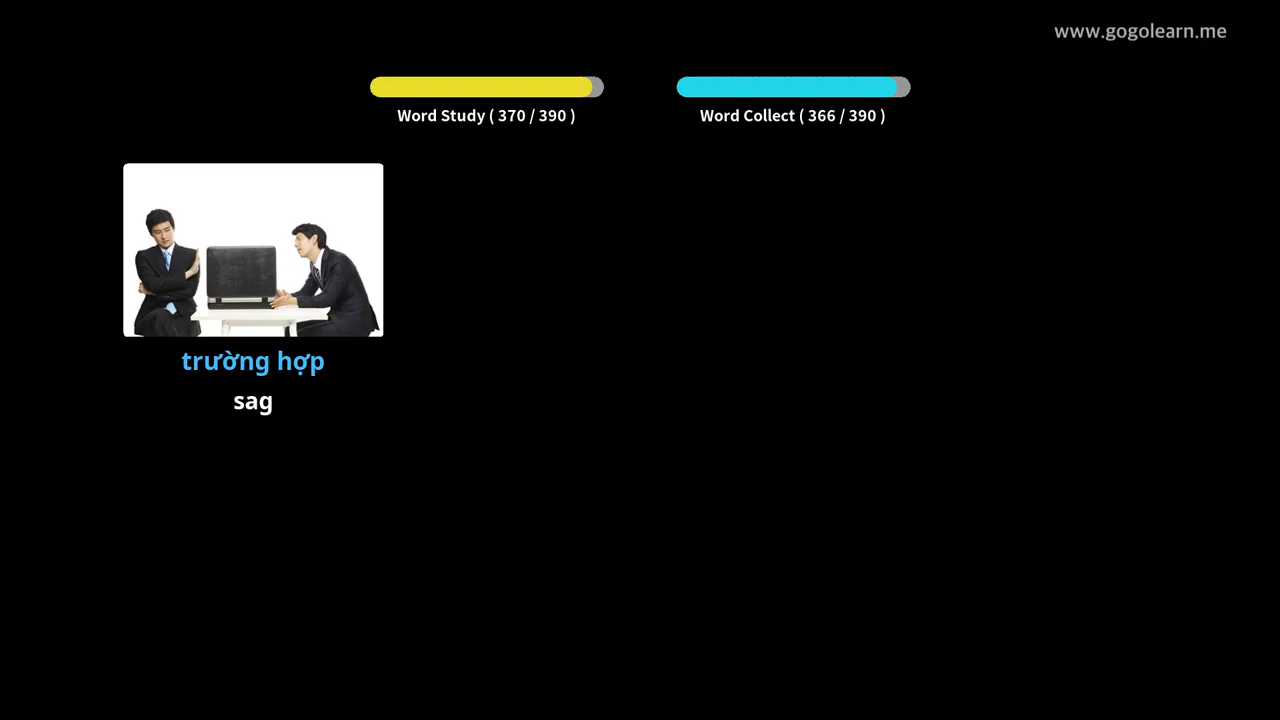 www.gogolearn.me
Word Study ( 370 / 390 )
Word Collect ( 366 / 390 )
trường hợp
sag